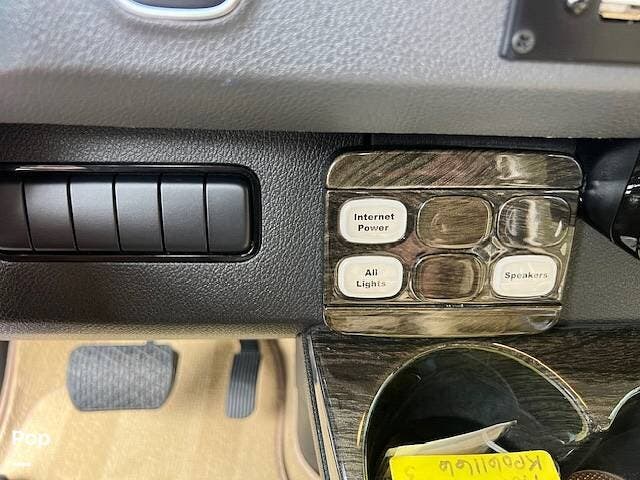 Internet
Power
All
Lights
Speakers
Pop